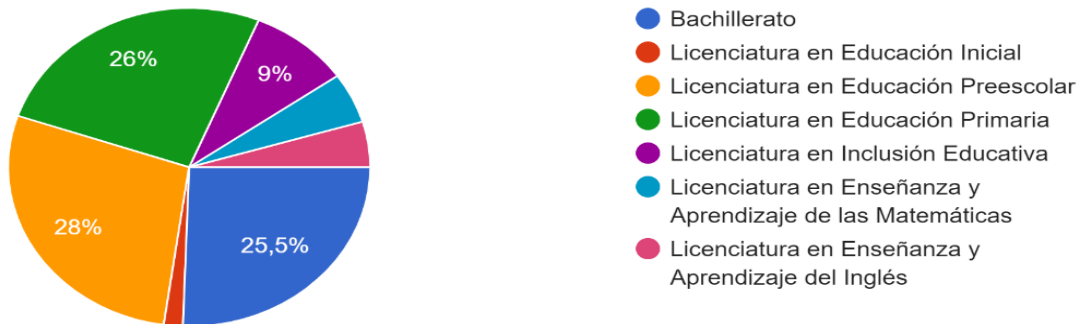 26%
9%
28%
25,5%
Bachillerato
Licenciatura en Educación Inicial
Licenciatura en Educación Preescolar
Licenciatura en Educación Primaria
Licenciatura en Inclusión Educativa
Licenciatura en Enseñanza y
Aprendizaje de las Matemáticas
Licenciatura en Enseñanza y
Aprendizaje del Inglés